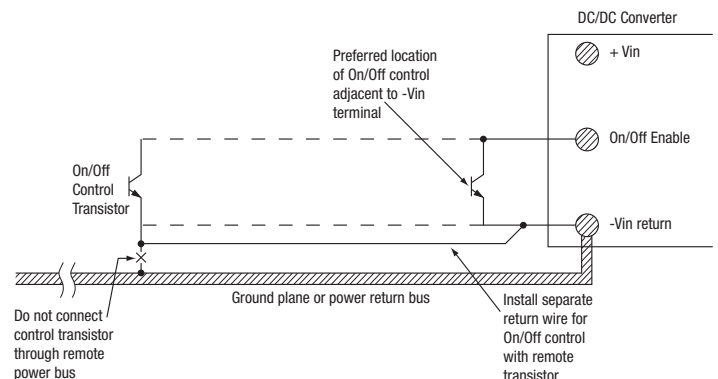 DC/DC Converter
+ Vin
Preferred location
of On/Off control
adjacent to -Vin
terminal
On/Off Enable
On/Off
Control
Transistor
-Vin return
Ground plane or power return bus
Do not connect
control transistor
through remote
power bus
Install separate
return wire for
On/Off control
with remote
transistor